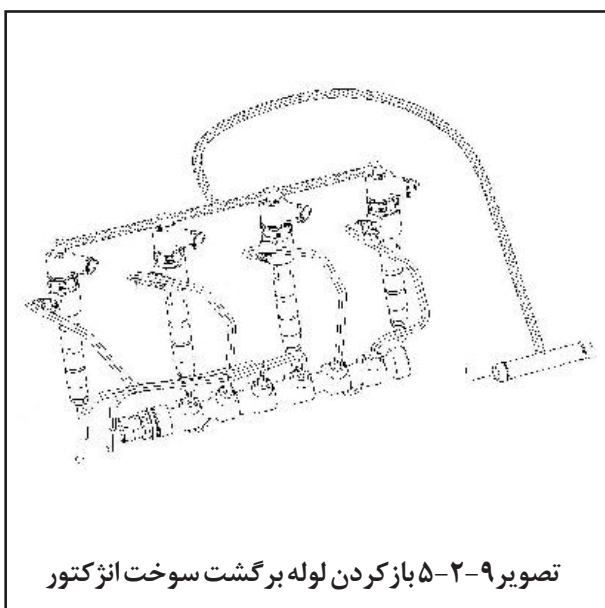 تصویر ۹-۲-۵ باز کردن لوله برگشت سوخت انژکتور